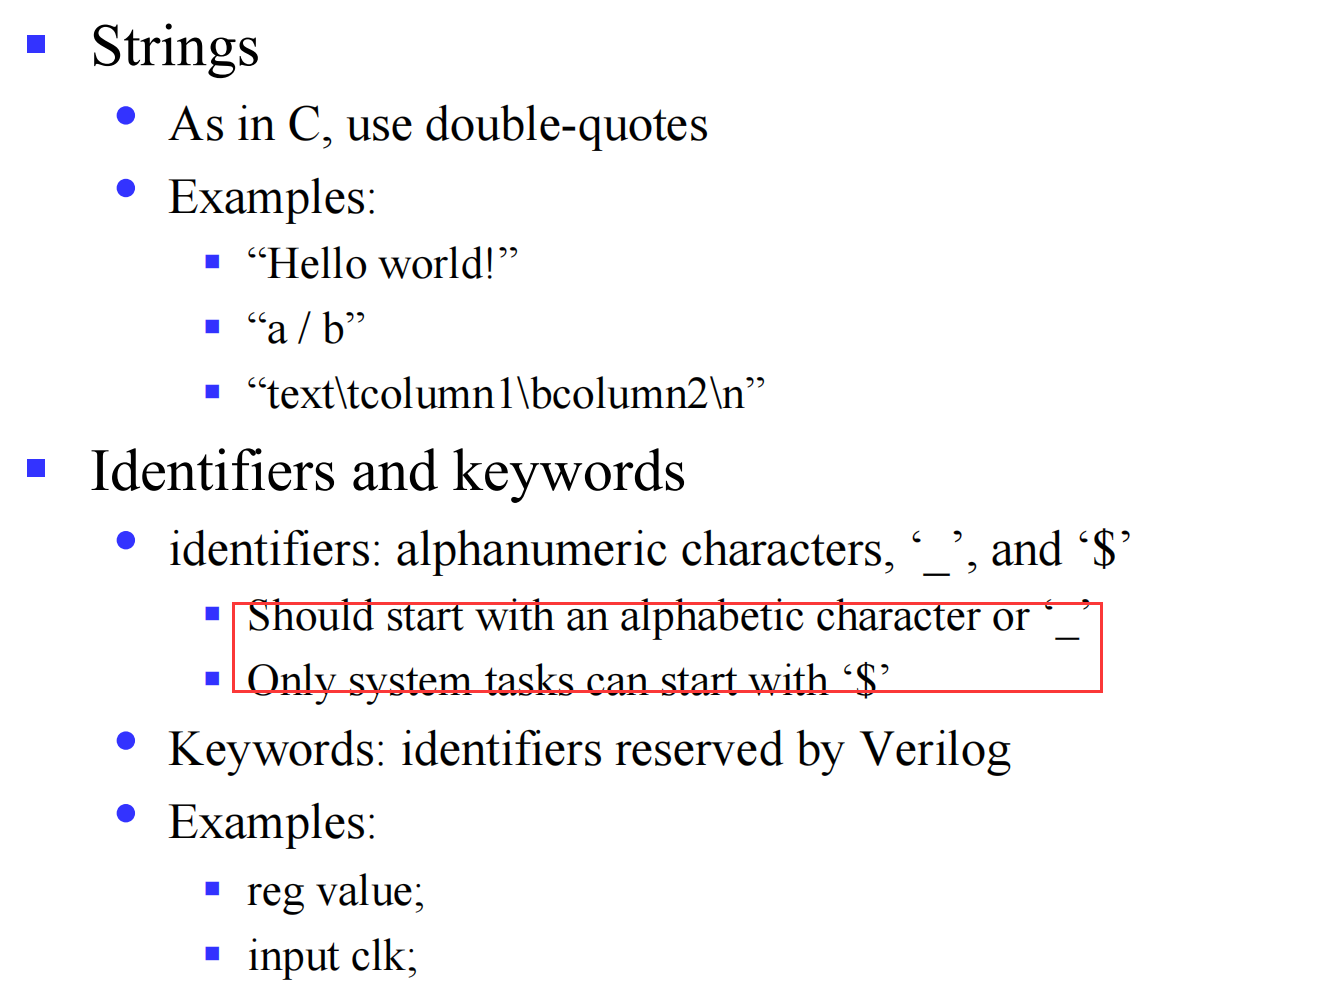 Strings
As in C, use double-quotes
Examples:
“Hello world!”
“a / b”
“text\tcolumn1\bcolumn2\n”
Identifiers and keywords
identifiers: alphanumeric characters, ‘_’, and ‘$’
Should start with an alphabetic character or ‘_’
Only system tasks can start with ‘$’
Keywords: identifiers reserved by Verilog
Examples:
reg value;
input clk;